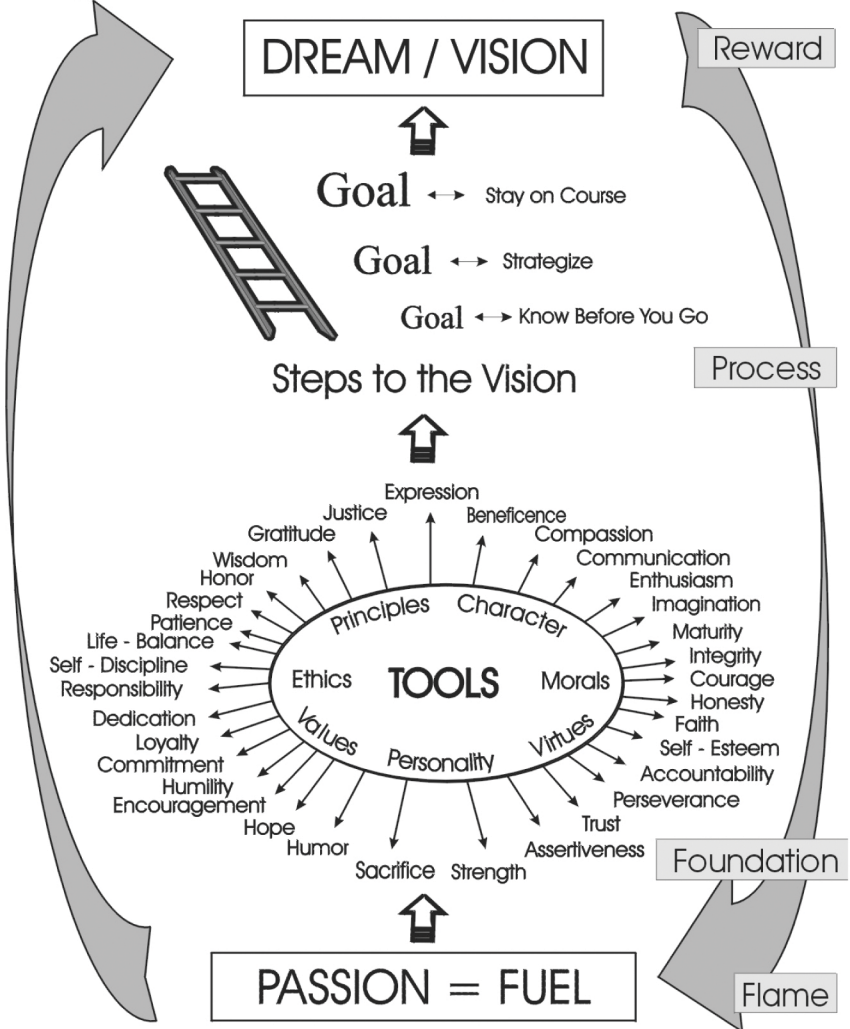 DREAM / VISION
Reward
Goal ↔ Stay on Course
Goal ↔ Strategize
Goal ↔ Know Before You Go
Steps to the Vision
Process
Expression
Justice
Beneficence
Gratitude
Compassion
Wisdom
Communication
Honor
Enthusiasm
Respect
Imagination
Patience
Maturity
Life - Balance
Integrity
Self - Discipline
Courage
Responsibility
Honesty
Dedication
Faith
Loyalty
Self - Esteem
Commitment
Accountability
Humility
Perseverance
Encouragement
Trust
Hope
Assertiveness
Humor
Sacrifice
Strength
Principles
Character
Ethics
TOOLS
Morals
Values
Personality
Virtues
Foundation
PASSION = FUEL
Flame